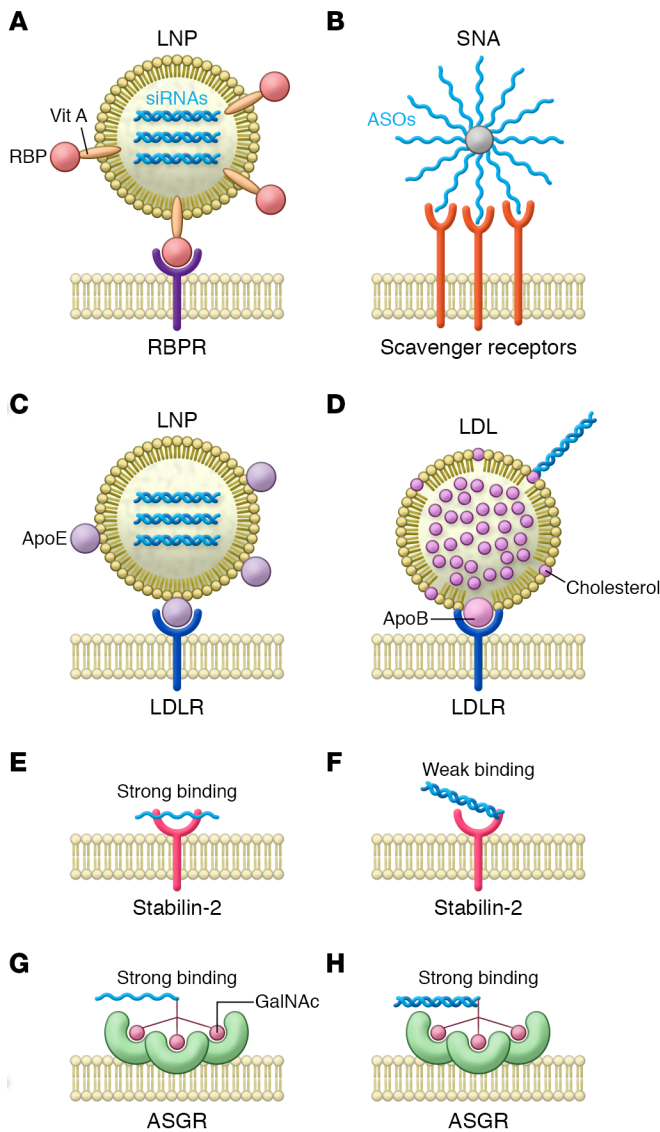 A
LNP
siRNAs
Vit A
RBP
RBPR
B
SNA
ASOs
Scavenger receptors
C
LNP
ApoE
LDLR
D
LDL
Cholesterol
ApoB
LDLR
E
Strong binding
Stabilin-2
F
Weak binding
Stabilin-2
G
Strong binding
GalNAc
ASGR
H
Strong binding
ASGR